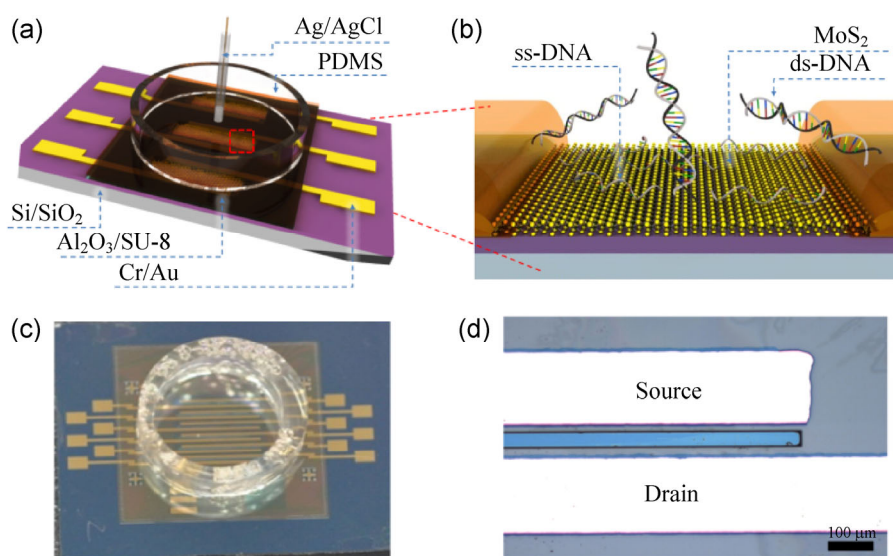 (a)
Ag/AgCl
PDMS
Si/SiO₂
Al₂O₃/SU-8
Cr/Au
(b)
ss-DNA
MoS₂
ds-DNA
(c)
(d)
Source
Drain
100 μm